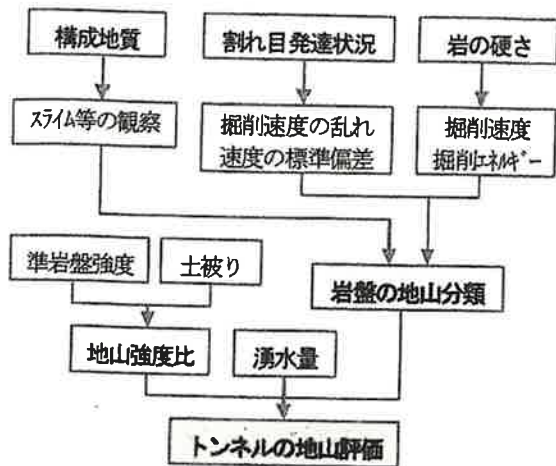 構成地質
割れ目発達状況
岩の硬さ
スライム等の観察
掘削速度の乱れ
速度の標準偏差
掘削速度
掘削エネルギー
準岩盤強度
土被り
岩盤の地山分類
地山強度比
湧水量
トンネルの地山評価